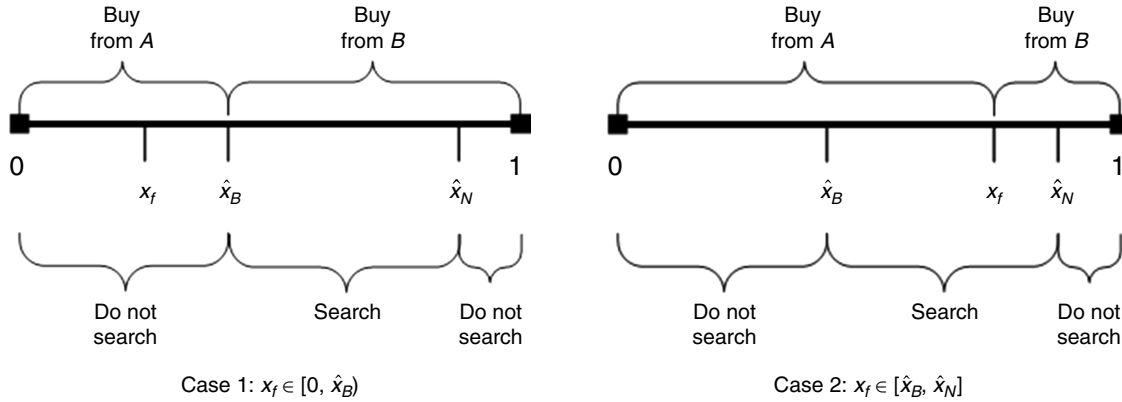 Buy
from A
Buy
from B
0
1
x_f
x̂_B
x̂_N
Do not
search
Search
Do not
search
Case 1: x_f ∈ [0, x̂_B)
Buy
from A
Buy
from B
0
1
x̂_B
x_f
x̂_N
Do not
search
Search
Do not
search
Case 2: x_f ∈ [x̂_B, x̂_N]